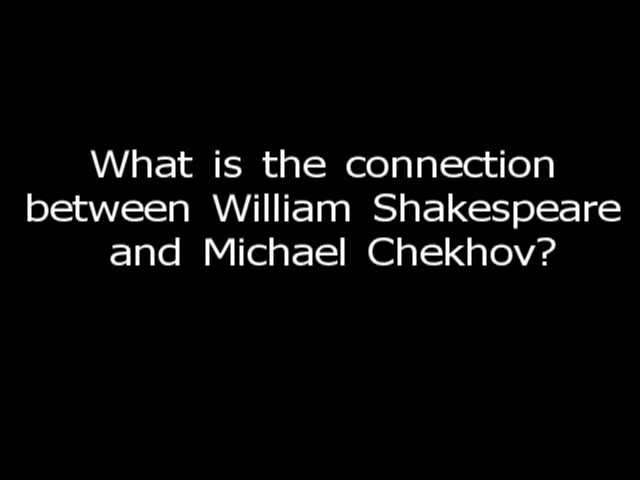 What is the connection
between William Shakespeare
and Michael Chekhov?